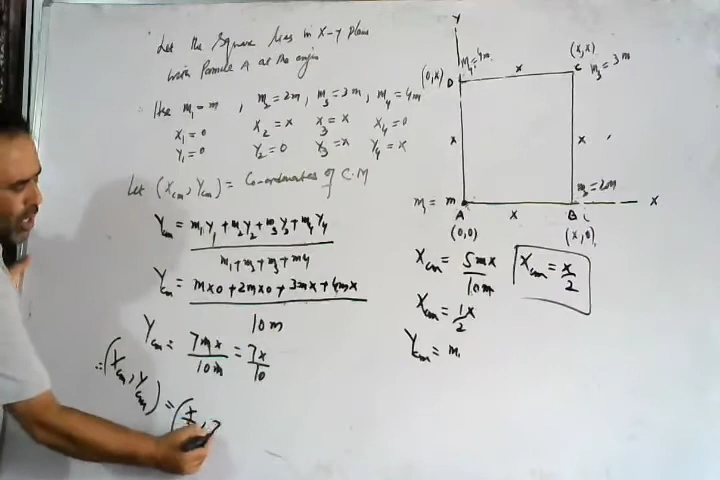 Let the Square lies in X-Y plane
with Particle A at the origin
Here m₁ = m , m₂ = 2m , m₃ = 3m , m₄ = 4m
X₁ = 0 X₂ = x X₃ = x X₄ = 0
Y₁ = 0 Y₂ = 0 Y₃ = x Y₄ = x
Let (Xcm, Ycm) = Co-ordinates of C.M
Ycm = m₁Y₁ + m₂Y₂ + m₃Y₃ + m₄Y₄
m₁ + m₂ + m₃ + m₄
Ycm = m×0 + 2m×0 + 3mx + 4mx
10m
Ycm = 7mx/10m = 7x/10
∴ (Xcm, Ycm) = (x/
Y
m₄ = 4m
(0,x) D
x
C
(x,x)
m₃ = 3m
x
x
m₁ = m
A
(0,0)
x
m₂ = 2m
B
(x,0)
X
Xcm = 5mx/10m
Xcm = x/2
Xcm = 1/2 x
Ycm = m₁